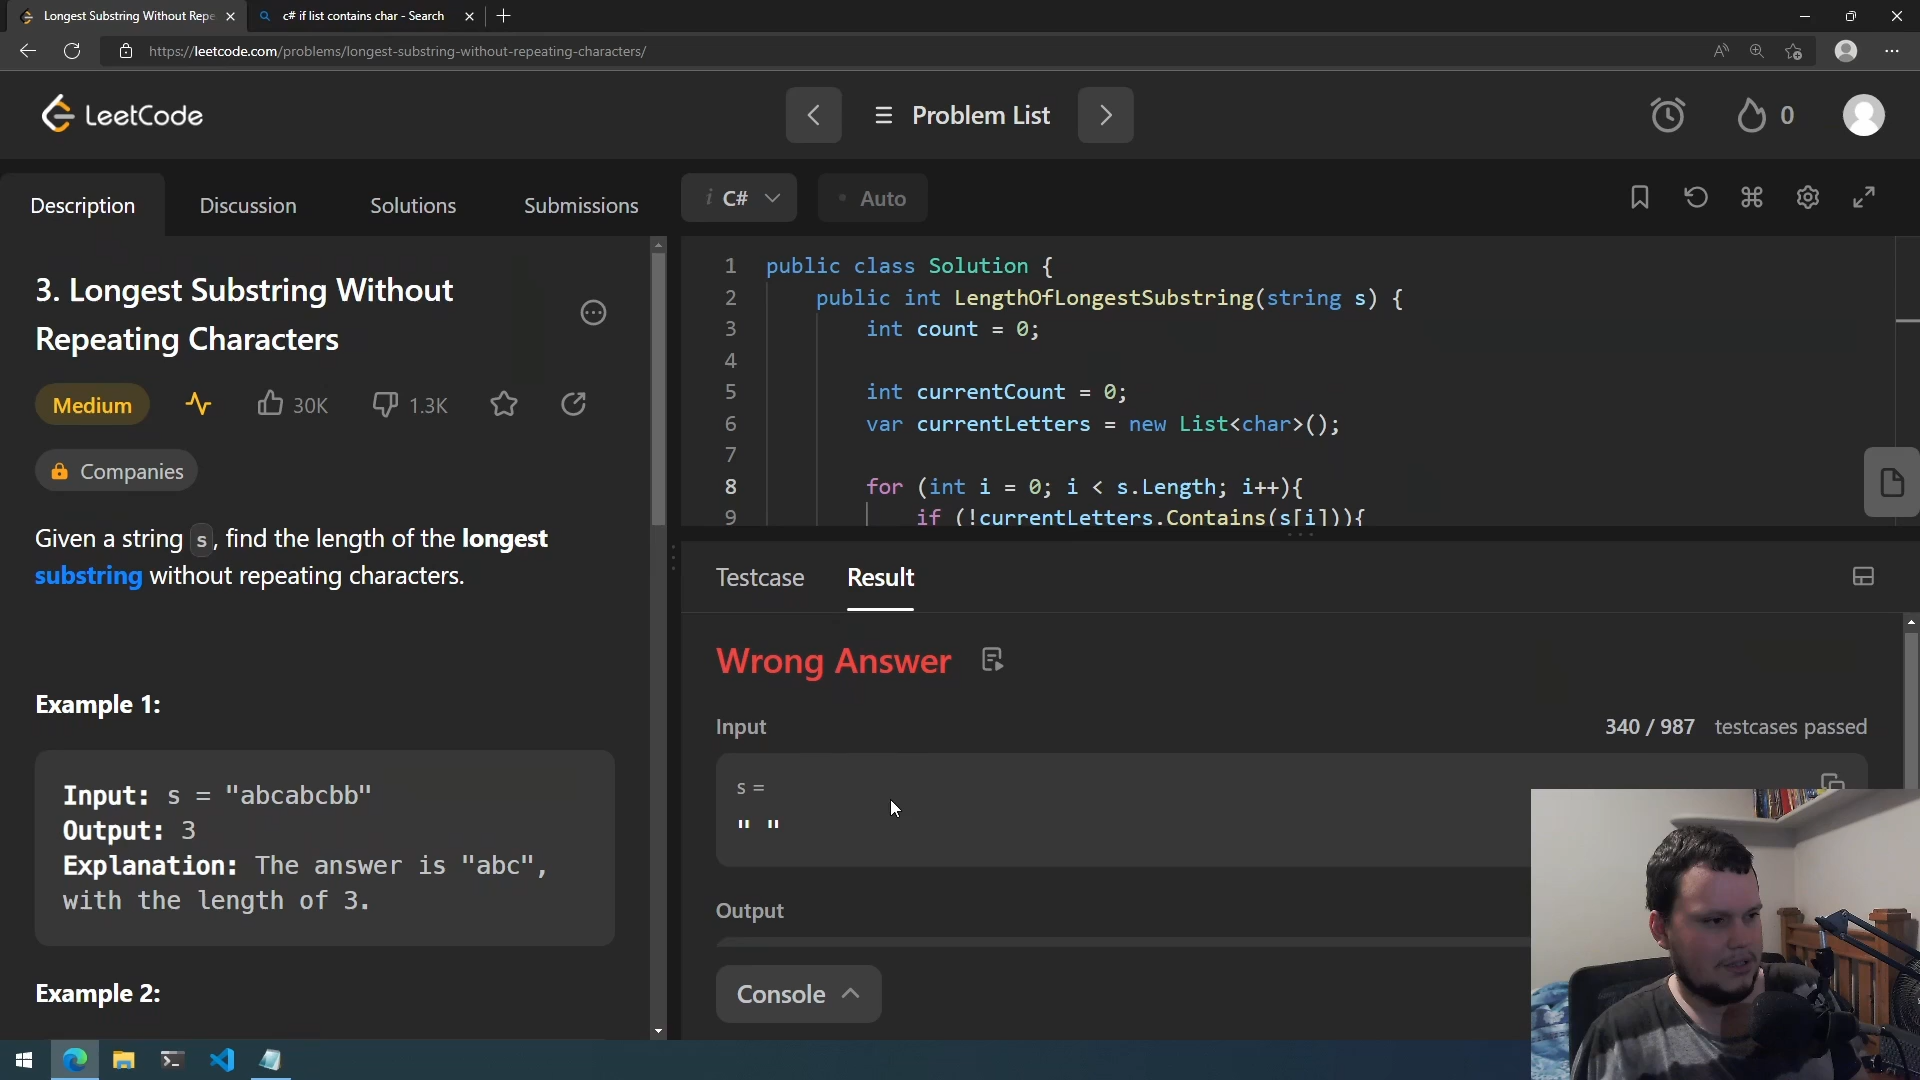 Longest Substring Without Repe
c# if list contains char - Search
https://leetcode.com/problems/longest-substring-without-repeating-characters/
LeetCode
Problem List
0
Description
Discussion
Solutions
Submissions
i C#
Auto
3. Longest Substring Without
Repeating Characters
Medium
30K
1.3K
Companies
Given a string s, find the length of the longest
substring without repeating characters.
Example 1:
Input: s = "abcabcbb"
Output: 3
Explanation: The answer is "abc",
with the length of 3.
Example 2:
1 public class Solution {
2 public int LengthOfLongestSubstring(string s) {
3 int count = 0;
4
5 int currentCount = 0;
6 var currentLetters = new List<char>();
7
8 for (int i = 0; i < s.Length; i++){
9 if (!currentLetters.Contains(s[i])){
Testcase
Result
Wrong Answer
Input
340 / 987 testcases passed
s =
" "
Output
Console